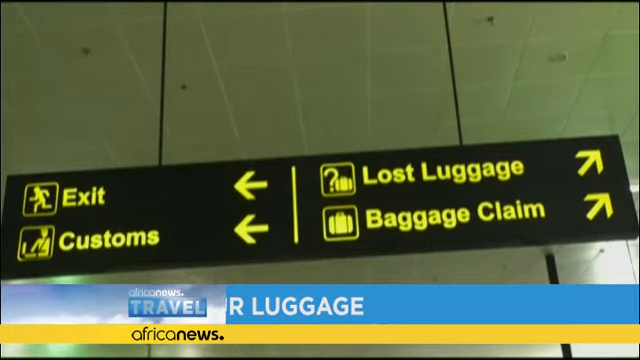 Exit
Customs
Lost Luggage
Baggage Claim
africanews.
TRAVEL
R LUGGAGE
africanews.